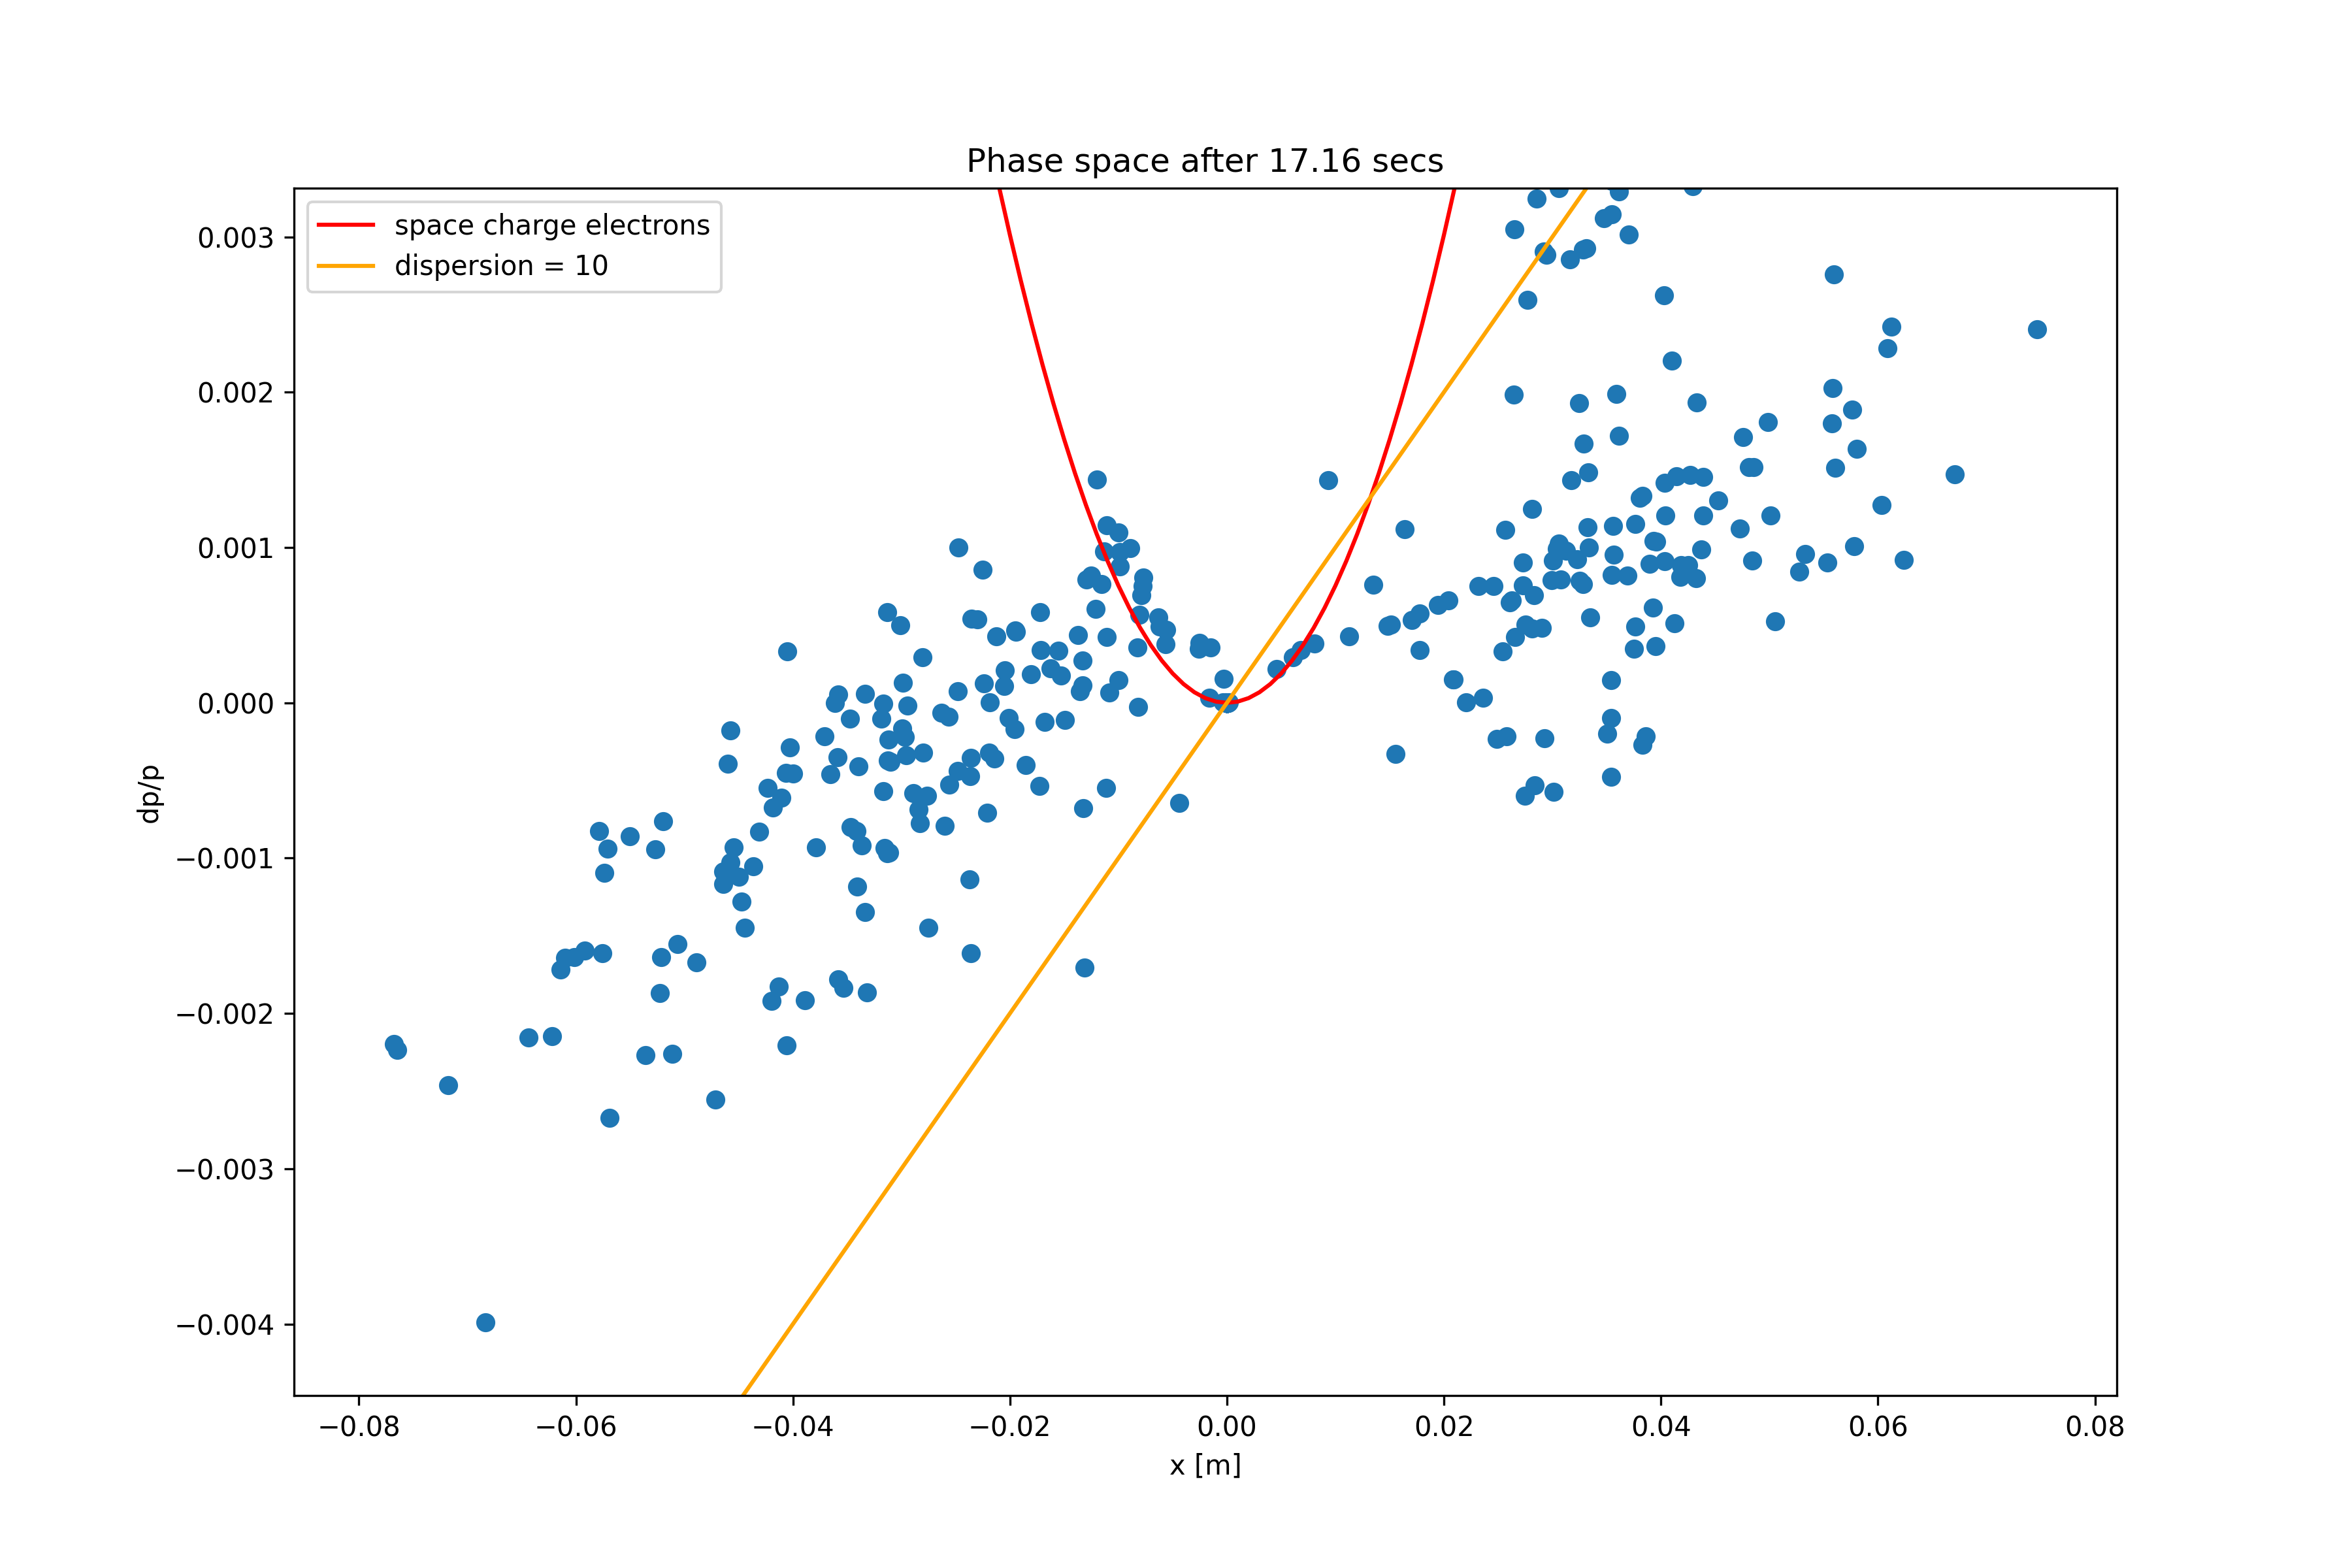 Phase space after 17.16 secs
space charge electrons
dispersion = 10
0.003
0.002
0.001
0.000
−0.001
−0.002
−0.003
−0.004
dp/p
−0.08 −0.06 −0.04 −0.02 0.00 0.02 0.04 0.06 0.08
x [m]